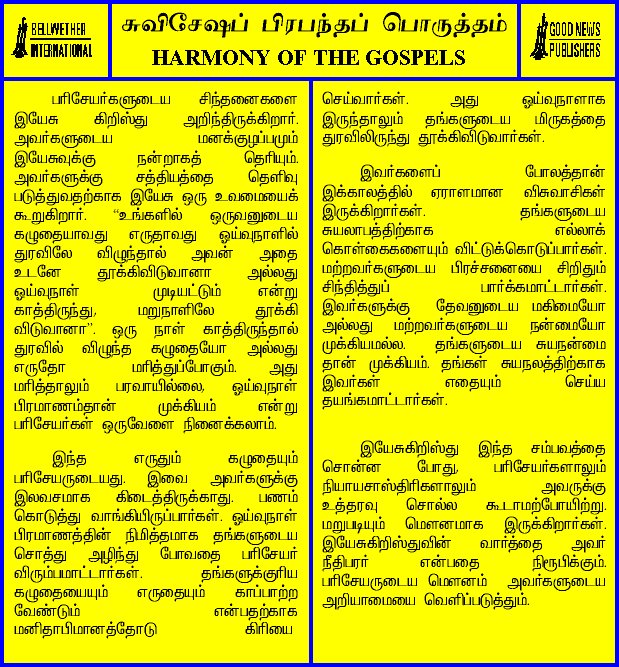 BELLWETHER
INTERNATIONAL
சுவிசேஷப் பிரபந்தப் பொருத்தம்
HARMONY OF THE GOSPELS
GOOD NEWS
PUBLISHERS
பரிசேயர்களுடைய சிந்தனைகளை
இயேசு கிறிஸ்து அறிந்திருக்கிறார்.
அவர்களுடைய மனக்குழப்பமும்
இயேசுவுக்கு நன்றாகத் தெரியும்.
அவர்களுக்கு சத்தியத்தை தெளிவு
படுத்துவதற்காக இயேசு ஒரு உவமையைக்
கூறுகிறார். “உங்களில் ஒருவனுடைய
கழுதையாவது எருதாவது ஓய்வுநாளில்
துரவிலே விழுந்தால் அவன் அதை
உடனே தூக்கிவிடுவானா அல்லது
ஓய்வுநாள் முடியட்டும் என்று
காத்திருந்து, மறுநாளிலே தூக்கி
விடுவானா”. ஒரு நாள் காத்திருந்தால்
துரவில் விழுந்த கழுதையோ அல்லது
எருதோ மரித்துப்போகும். அது
மரித்தாலும் பரவாயில்லை, ஓய்வுநாள்
பிரமாணம்தான் முக்கியம் என்று
பரிசேயர்கள் ஒருவேளை நினைக்கலாம்.
இந்த எருதும் கழுதையும்
பரிசேயருடையது. இவை அவர்களுக்கு
இலவசமாக கிடைத்திருக்காது. பணம்
கொடுத்து வாங்கியிருப்பார்கள். ஓய்வுநாள்
பிரமாணத்தின் நிமித்தமாக தங்களுடைய
சொத்து அழிந்து போவதை பரிசேயர்
விரும்பமாட்டார்கள். தங்களுக்குரிய
கழுதையையும் எருதையும் காப்பாற்ற
வேண்டும் என்பதற்காக
மனிதாபிமானத்தோடு கிரியை
செய்வார்கள். அது ஓய்வுநாளாக
இருந்தாலும் தங்களுடைய மிருகத்தை
துரவிலிருந்து தூக்கிவிடுவார்கள்.
இவர்களைப் போலத்தான்
இக்காலத்தில் ஏராளமான விசுவாசிகள்
இருக்கிறார்கள். தங்களுடைய
சுயலாபத்திற்காக எல்லாக்
கொள்கைகளையும் விட்டுக்கொடுப்பார்கள்.
மற்றவர்களுடைய பிரச்சனையை சிறிதும்
சிந்தித்துப் பார்க்கமாட்டார்கள்.
இவர்களுக்கு தேவனுடைய மகிமையோ
அல்லது மற்றவர்களுடைய நன்மையோ
முக்கியமல்ல. தங்களுடைய சுயநன்மை
தான் முக்கியம். தங்கள் சுயநலத்திற்காக
இவர்கள் எதையும் செய்ய
தயங்கமாட்டார்கள்.
இயேசுகிறிஸ்து இந்த சம்பவத்தை
சொன்ன போது, பரிசேயர்களாலும்
நியாயசாஸ்திரிகளாலும் அவருக்கு
உத்தரவு சொல்ல கூடாமற்போயிற்று.
மறுபடியும் மௌனமாக இருக்கிறார்கள்.
இயேசுகிறிஸ்துவின் வார்த்தை அவர்
நீதிபரர் என்பதை நிரூபிக்கும்.
பரிசேயருடைய மௌனம் அவர்களுடைய
அறியாமையை வெளிப்படுத்தும்.